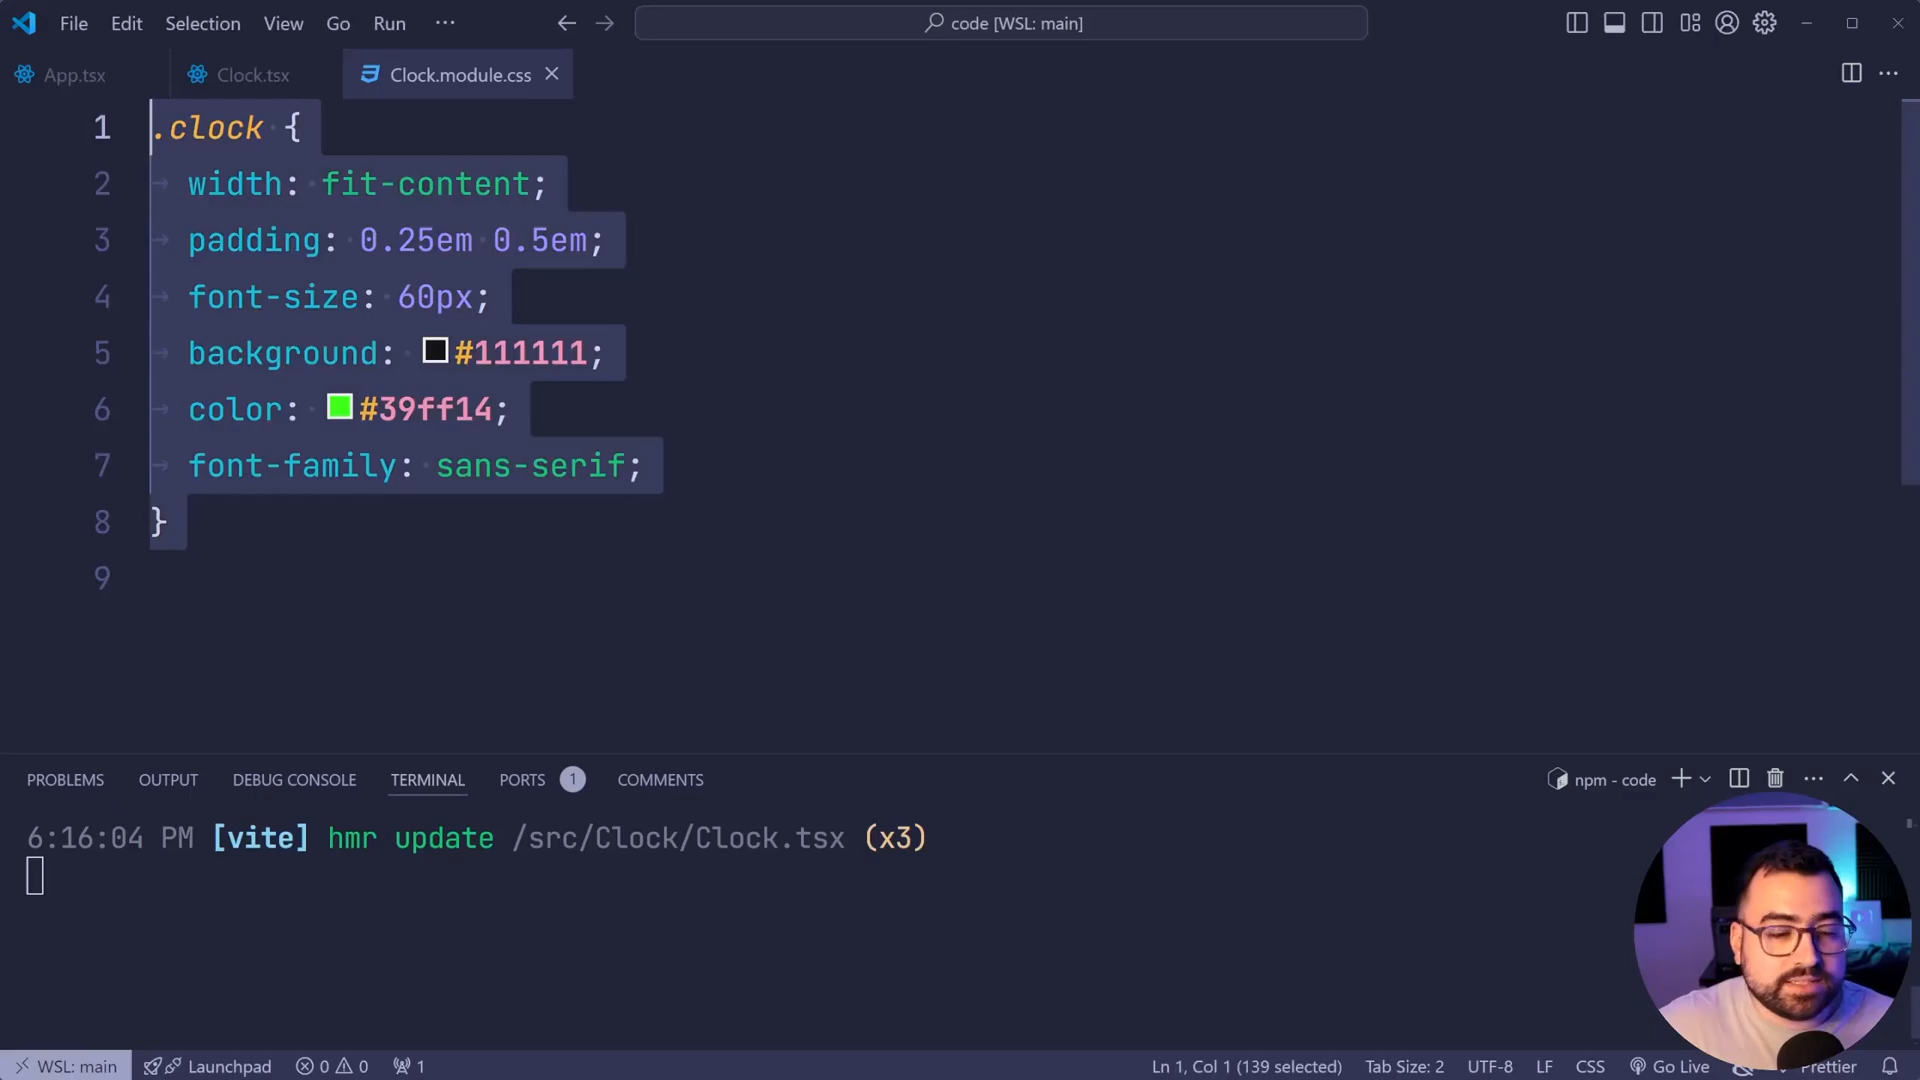 File Edit Selection View Go Run ···
code [WSL: main]
App.tsx Clock.tsx Clock.module.css
1 .clock {
2 width: fit-content;
3 padding: 0.25em 0.5em;
4 font-size: 60px;
5 background: #111111;
6 color: #39ff14;
7 font-family: sans-serif;
8 }
9
PROBLEMS OUTPUT DEBUG CONSOLE TERMINAL PORTS 1 COMMENTS npm - code
6:16:04 PM [vite] hmr update /src/Clock/Clock.tsx (x3)
WSL: main Launchpad 0 0 1 Ln 1, Col 1 (139 selected) Tab Size: 2 UTF-8 LF CSS Go Live Prettier